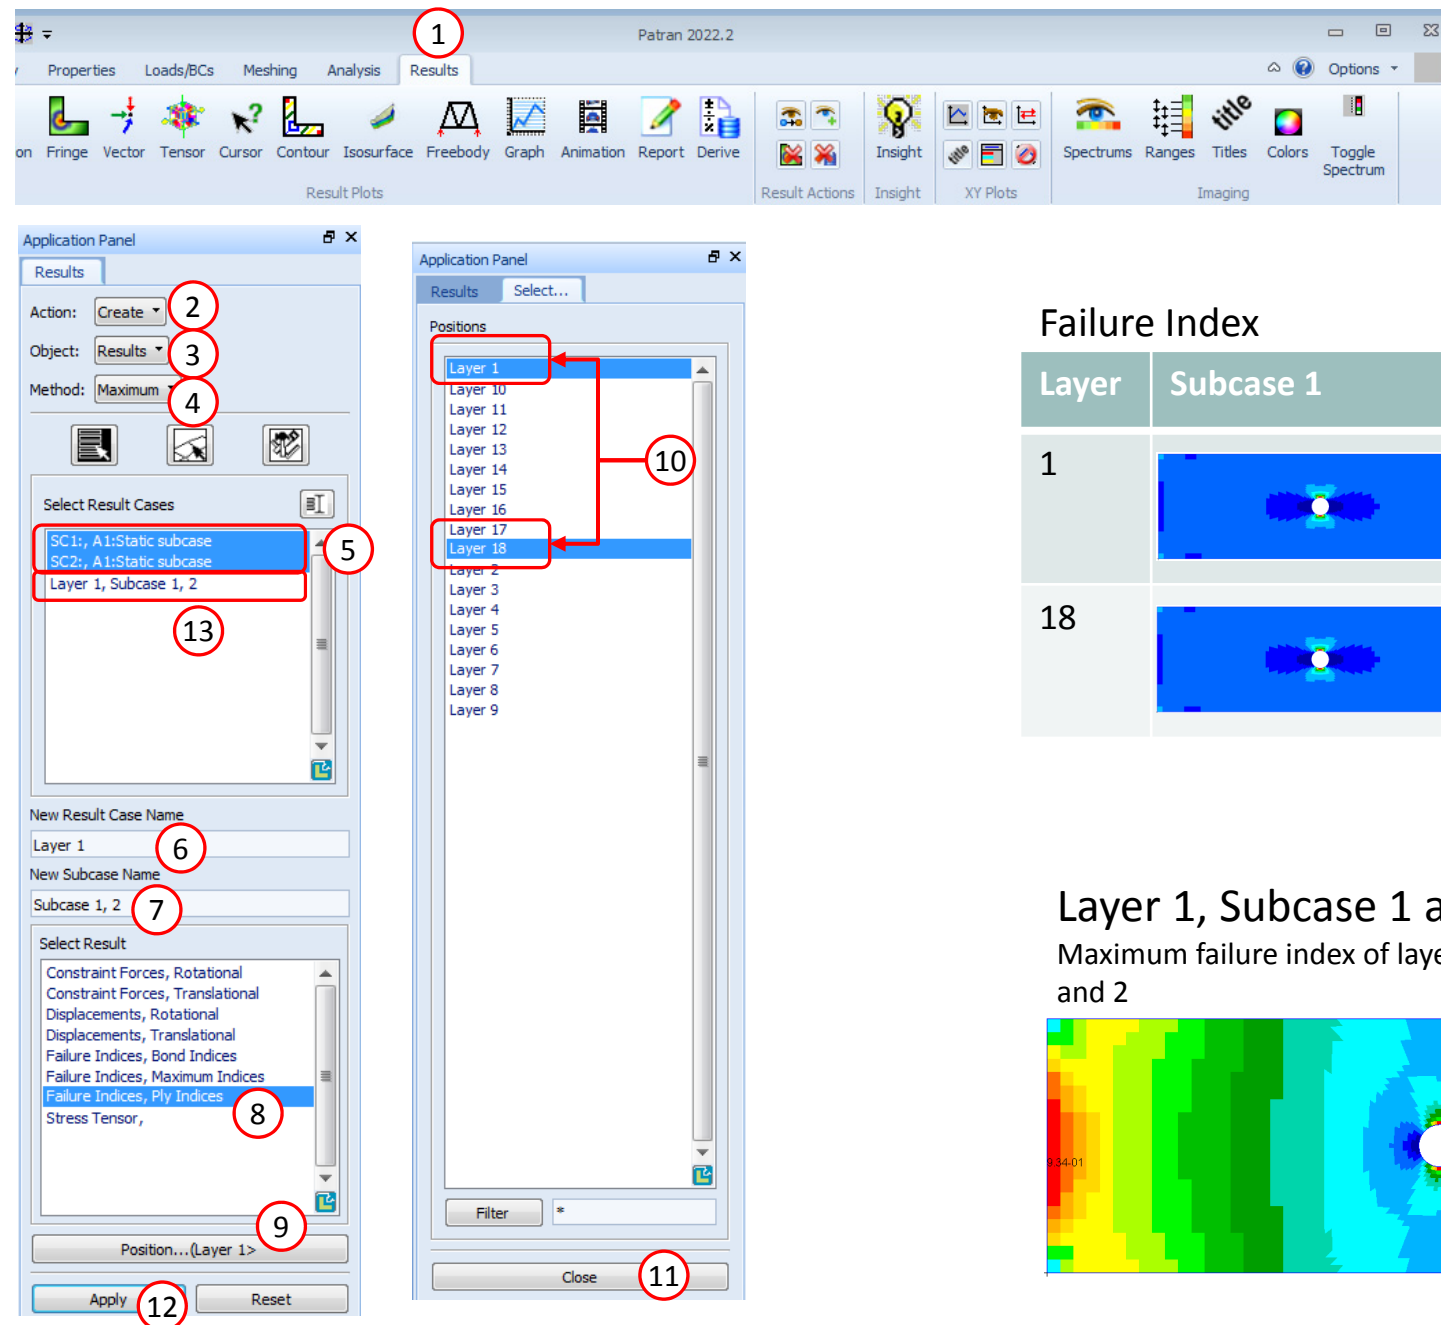 1
Patran 2022.2
Properties Loads/BCs Meshing Analysis Results
Options
on Fringe Vector Tensor Cursor Contour Isosurface Freebody Graph Animation Report Derive Insight Spectrums Ranges Titles Colors Toggle Spectrum
title
Result Plots Result Actions Insight XY Plots Imaging
Application Panel
Results
Action: Create 2
Object: Results 3
Method: Maximum 4
Select Result Cases
SC1:, A1:Static subcase
SC2:, A1:Static subcase
5
Layer 1, Subcase 1, 2
13
New Result Case Name
Layer 1 6
New Subcase Name
Subcase 1, 2 7
Select Result
Constraint Forces, Rotational
Constraint Forces, Translational
Displacements, Rotational
Displacements, Translational
Failure Indices, Bond Indices
Failure Indices, Maximum Indices
Failure Indices, Ply Indices
8
Stress Tensor,
9
Position...(Layer 1>
Apply 12 Reset
Application Panel
Results Select...
Positions
Layer 1
Layer 10
Layer 11
Layer 12
Layer 13
Layer 14
10
Layer 15
Layer 16
Layer 17
Layer 18
Layer 2
Layer 3
Layer 4
Layer 5
Layer 6
Layer 7
Layer 8
Layer 9
Filter *
Close 11
Failure Index
Layer Subcase 1
1
18
Layer 1, Subcase 1 a
Maximum failure index of laye
and 2
9.34-01